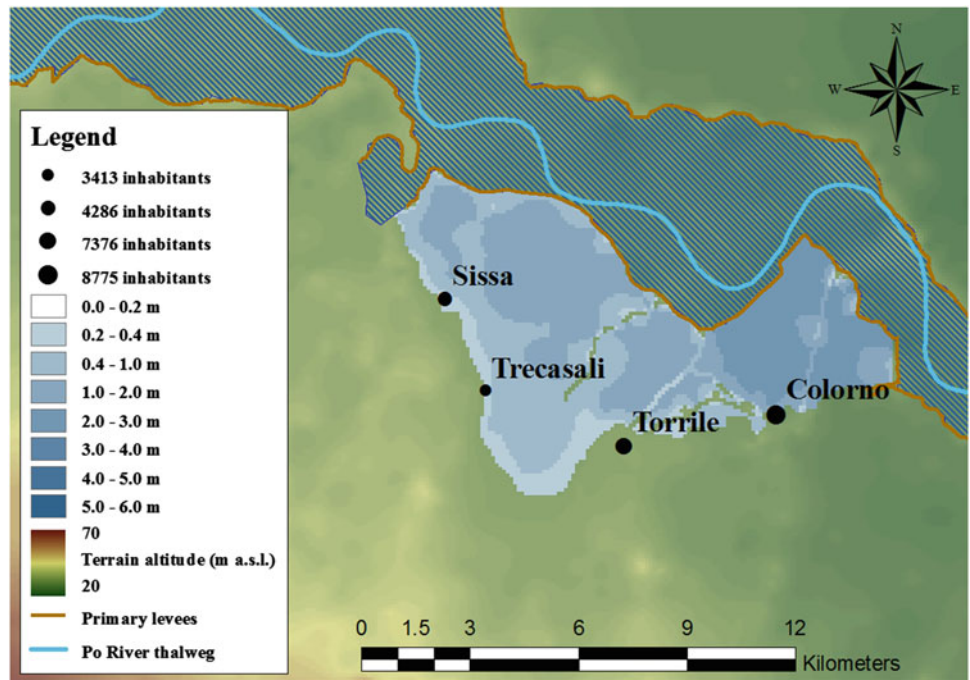 N
W E
S
Legend
3413 inhabitants
4286 inhabitants
7376 inhabitants
8775 inhabitants
0.0 - 0.2 m
0.2 - 0.4 m
0.4 - 1.0 m
1.0 - 2.0 m
2.0 - 3.0 m
3.0 - 4.0 m
4.0 - 5.0 m
5.0 - 6.0 m
70
Terrain altitude (m a.s.l.)
20
Primary levees
Po River thalweg
Sissa
Trecasali
Colorno
Torrile
0 1.5 3 6 9 12
Kilometers